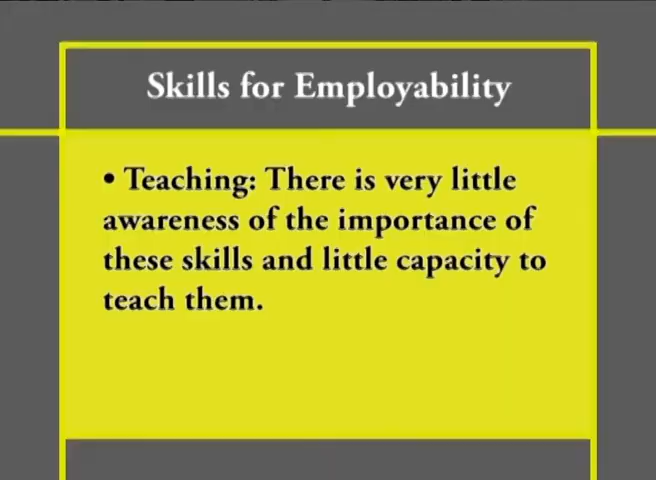 Skills for Employability
• Teaching: There is very little
awareness of the importance of
these skills and little capacity to
teach them.